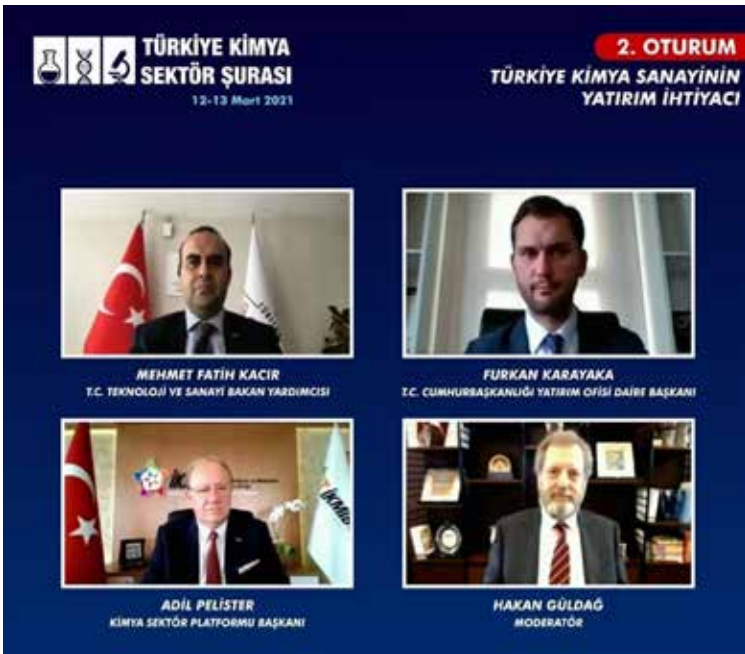 TÜRKİYE KİMYA
SEKTÖR ŞURASI
12-13 Mart 2021
2. OTURUM
TÜRKİYE KİMYA SANAYİNİN
YATIRIM İHTİYACI
MEHMET FATİH KACIR
T.C. TEKNOLOJİ VE SANAYİ BAKAN YARDIMCISI
FURKAN KARAYAKA
T.C. CUMHURBAŞKANLIĞI YATIRIM OFİSİ DAİRE BAŞKANI
İKMİB
ADİL PELİSTER
KİMYA SEKTÖR PLATFORMU BAŞKANI
HAKAN GÜLDAĞ
MODERATÖR